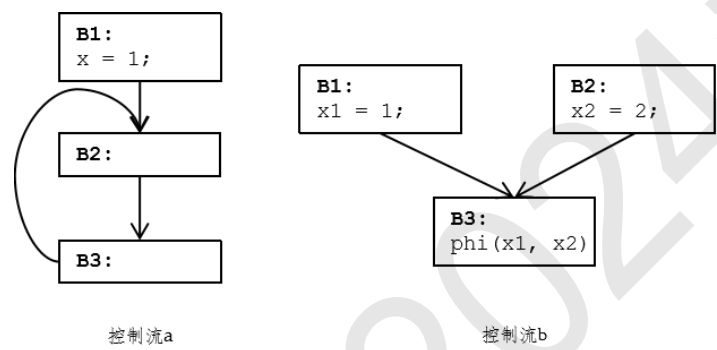 B1:
x = 1;
B2:
B3:
控制流a
B1:
x1 = 1;
B2:
x2 = 2;
B3:
phi(x1, x2)
控制流b
2024